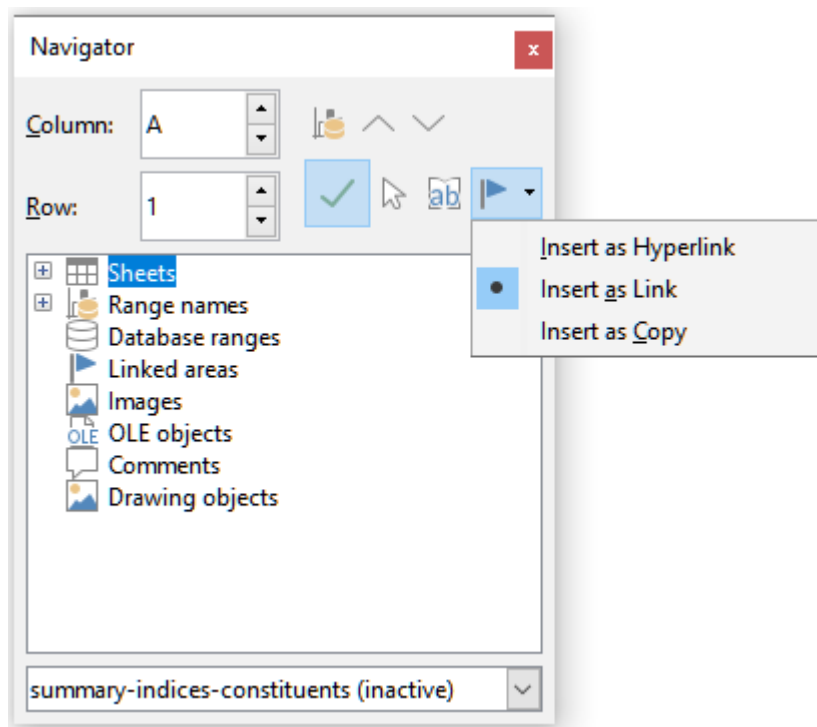 Navigator
x
Column:
A
Row:
1
ab
Insert as Hyperlink
Insert as Link
Insert as Copy
Sheets
Range names
Database ranges
Linked areas
Images
OLE OLE objects
Comments
Drawing objects
summary-indices-constituents (inactive)